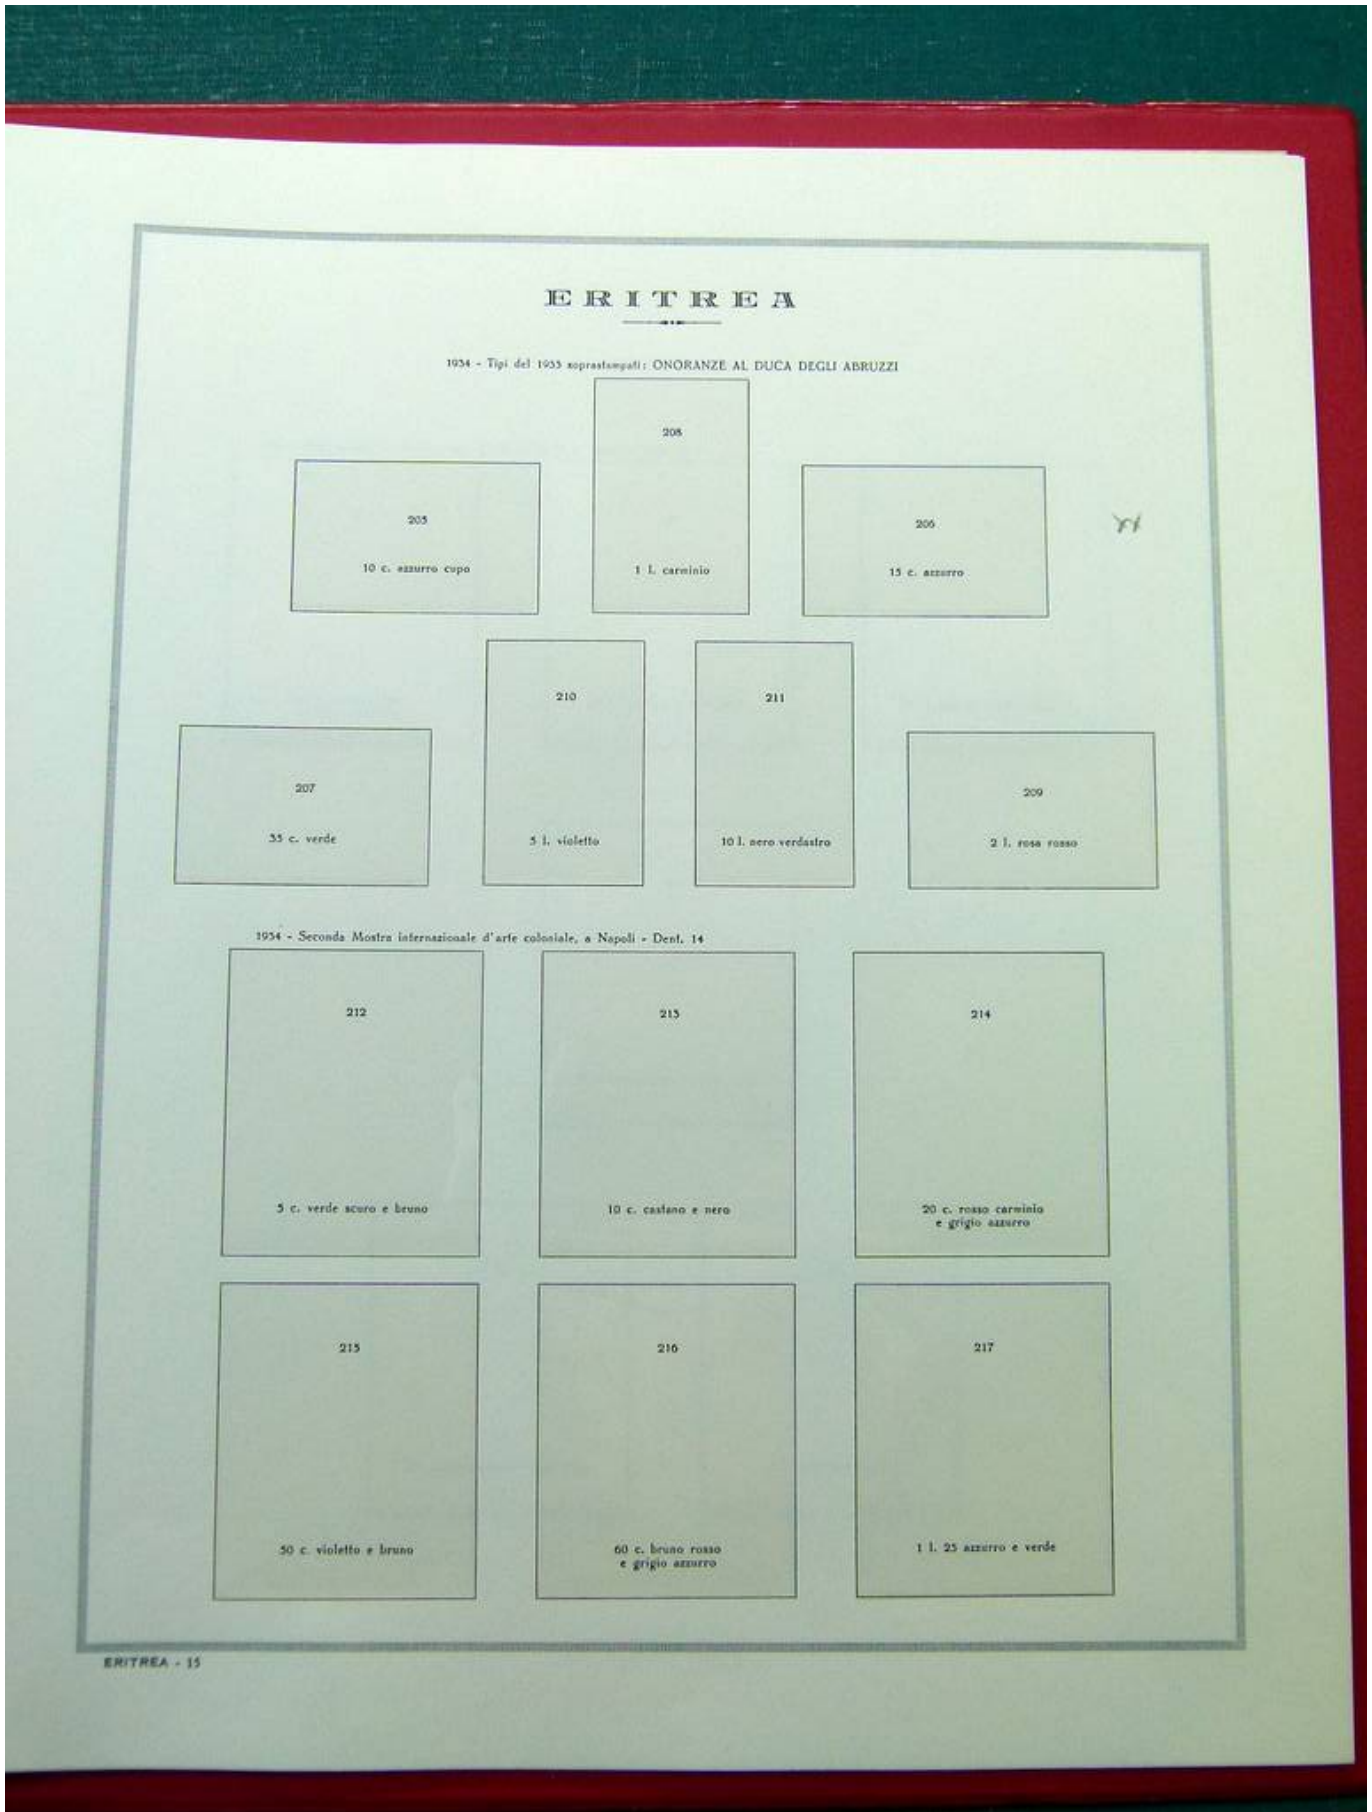 ERITREA
1934 - Tipi del 1933 soprastampati: ONORANZE AL DUCA DEGLI ABRUZZI
208
1 l. carminio
205
10 c. azzurro cupo
206
15 c. azzurro
210
5 l. violetto
211
10 l. nero verdastro
207
35 c. verde
209
2 l. rosa rosso
1934 - Seconda Mostra internazionale d'arte coloniale, a Napoli - Dent. 14
212
5 c. verde scuro e bruno
213
10 c. castano e nero
214
20 c. rosso carminio
e grigio azzurro
215
50 c. violetto e bruno
216
60 c. bruno rosso
e grigio azzurro
217
1 l. 25 azzurro e verde
ERITREA - 15